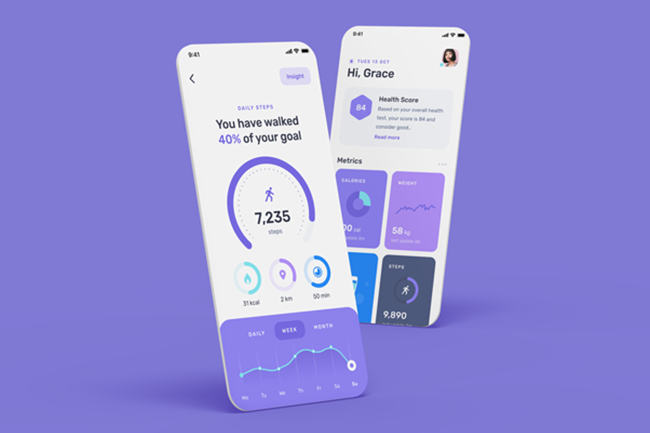 9:41
Insight
DAILY STEPS
You have walked
40% of your goal
7,235
steps
31 kcal
2 km
50 min
DAILY
WEEK
MONTH
Mo Tu We Th Fr Sa Su
9:41
TUES 13 OCT
Hi, Grace
84
Health Score
Based on your overall health
test, your score is 84 and
consider good..
Read more
Metrics
CALORIES
00 cal
WEIGHT
58 kg
STEPS
9,890